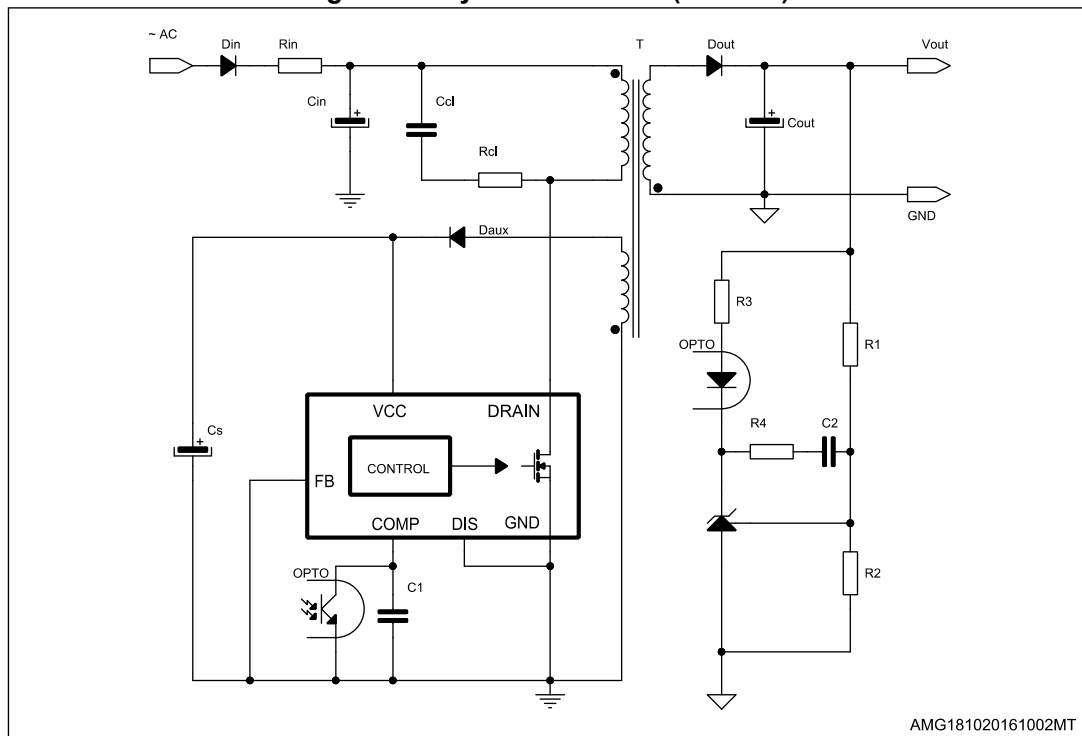 ~ AC
Din
Rin
T
Dout
Vout
Cin
+
Ccl
+
Cout
Rcl
GND
Daux
R3
OPTO
R1
VCC
DRAIN
Cs
+
R4
C2
CONTROL
FB
COMP
DIS
GND
OPTO
C1
R2
AMG181020161002MT